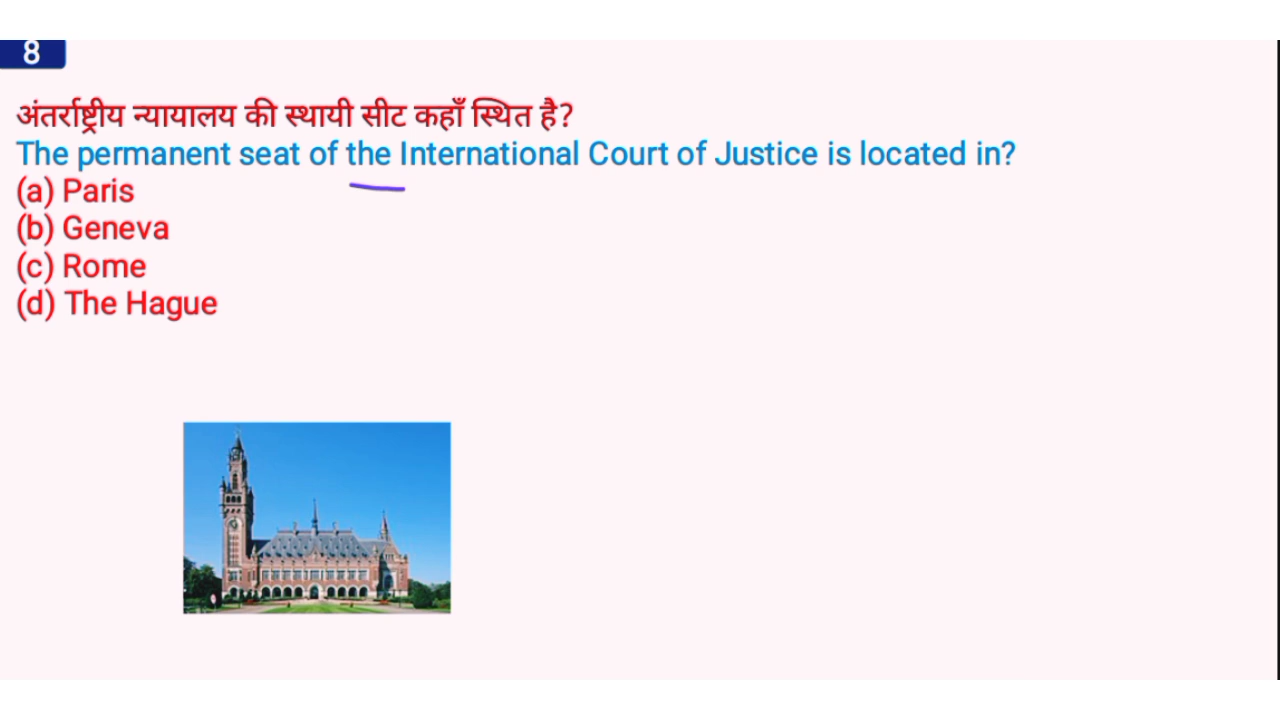 8
अंतर्राष्ट्रीय न्यायालय की स्थायी सीट कहाँ स्थित है?
The permanent seat of the International Court of Justice is located in?
(a) Paris
(b) Geneva
(c) Rome
(d) The Hague